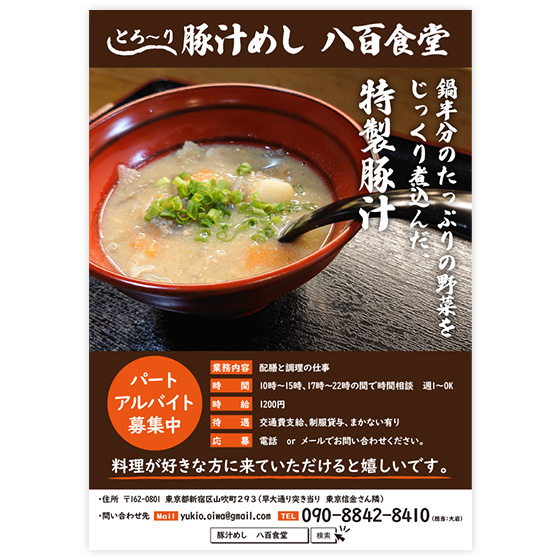 とろ〜り 豚汁めし 八百食堂
鍋半分のたっぷりの野菜を
じっくり煮込んだ、
特製豚汁
パート
アルバイト
募集中
業務内容 配膳と調理の仕事
時間 10時〜15時、17時〜22時の間で時間相談 週1〜OK
時給 1200円
待遇 交通費支給、制服貸与、まかない有り
応募 電話 or メールでお問い合わせください。
料理が好きな方に来ていただけると嬉しいです。
・住所 〒162-0801 東京都新宿区山吹町293（早大通り突き当り 東京信金さん隣）
・問い合わせ先 Mail yukio.oiwa@gmail.com TEL 090-8842-8410（担当：大岩）
豚汁めし 八百食堂 検索